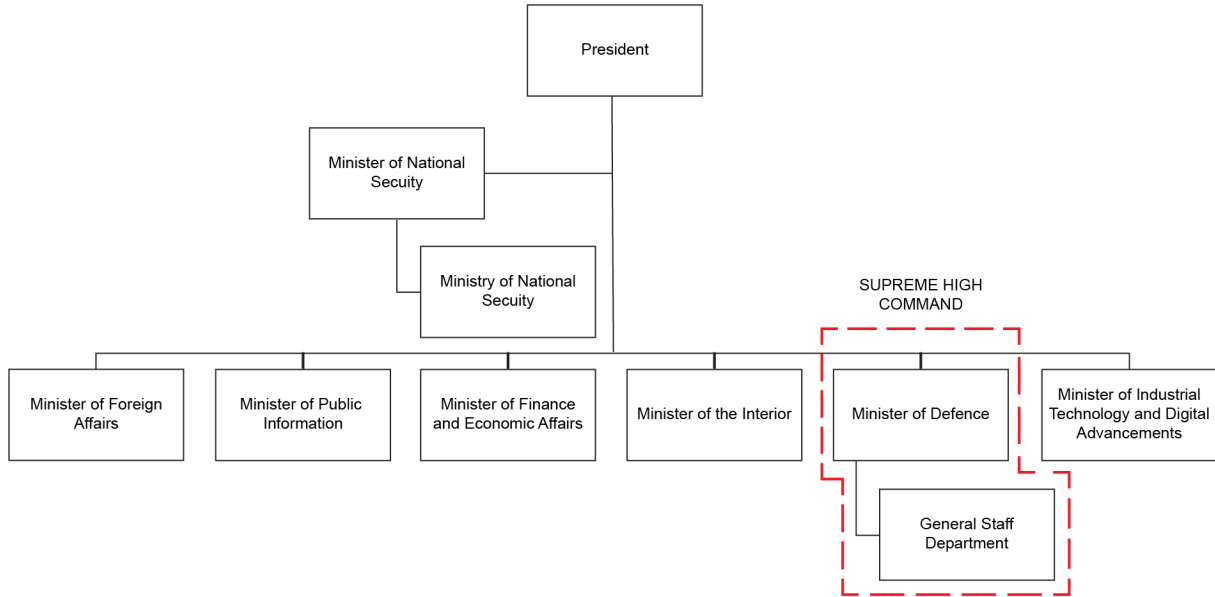 President
Minister of National
Secuity
Ministry of National
Secuity
SUPREME HIGH
COMMAND
Minister of Foreign
Affairs
Minister of Public
Information
Minister of Finance
and Economic Affairs
Minister of the Interior
Minister of Defence
Minister of Industrial
Technology and Digital
Advancements
General Staff
Department